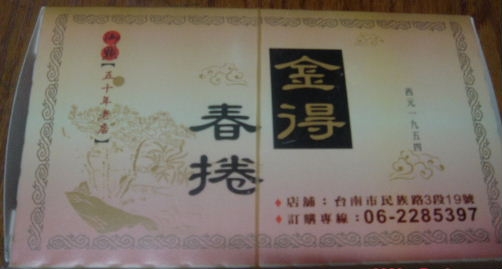 西元一九五四
金得
春捲
【五十年老店】
♦店舖：台南市民族路3段19號
♦訂購專線：06-2285397